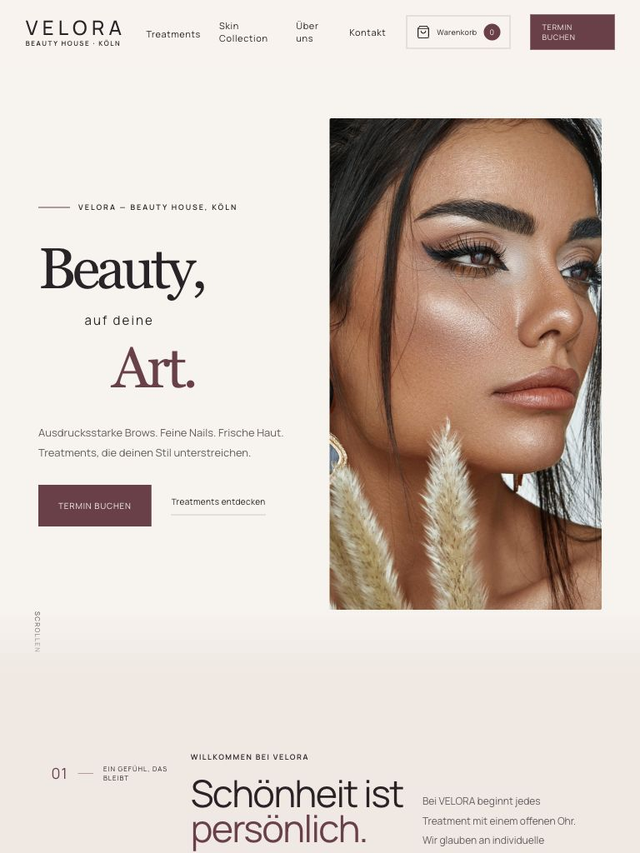 VELORA
BEAUTY HOUSE · KÖLN
Treatments
Skin
Collection
Über
uns
Kontakt
Warenkorb 0
TERMIN
BUCHEN
VELORA — BEAUTY HOUSE, KÖLN
Beauty,
auf deine
Art.
Ausdrucksstarke Brows. Feine Nails. Frische Haut.
Treatments, die deinen Stil unterstreichen.
TERMIN BUCHEN
Treatments entdecken
SCROLLEN
01
EIN GEFÜHL, DAS
BLEIBT
WILLKOMMEN BEI VELORA
Schönheit ist
persönlich.
Bei VELORA beginnt jedes
Treatment mit einem offenen Ohr.
Wir glauben an individuelle